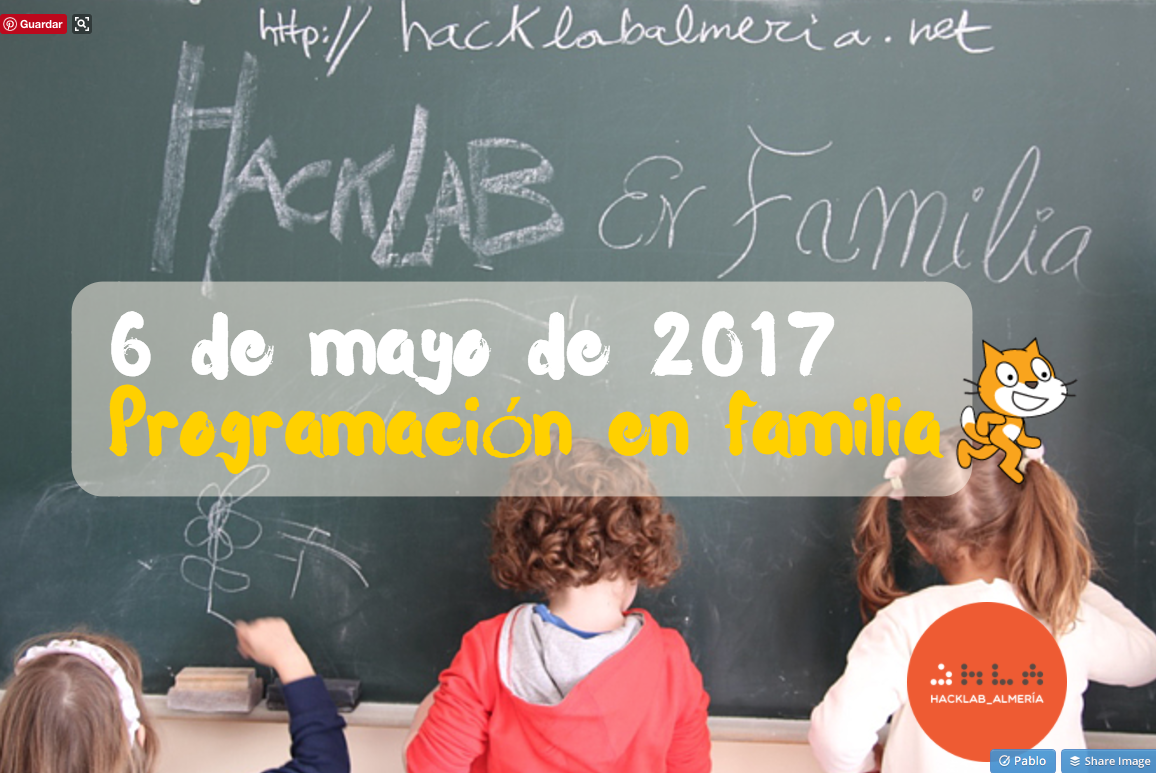 Guardar
http://hacklabalmeria.net
HACKLAB En Familia
6 de mayo de 2017
Programación en familia
HLA
HACKLAB_ALMERÍA
Pablo
Share Image